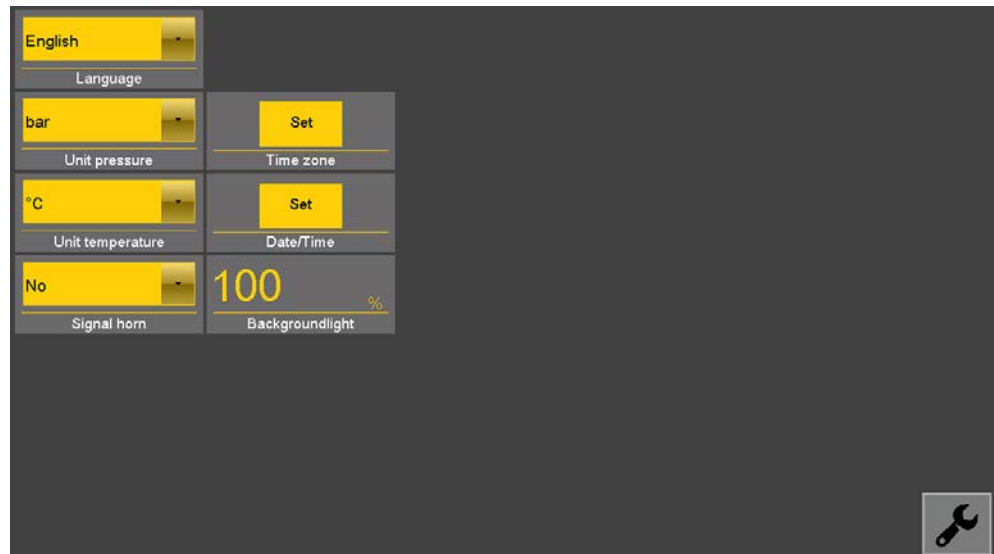 English
Language
bar
Unit pressure
Set
Time zone
°C
Unit temperature
Set
Date/Time
No
Signal horn
100 %
Backgroundlight